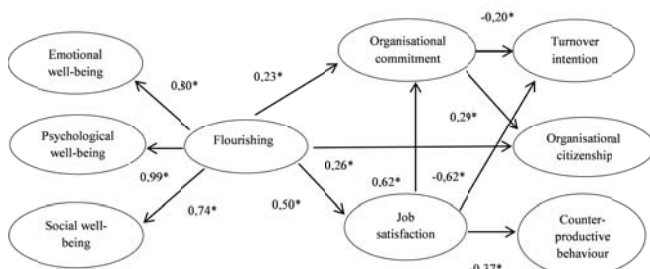 -0,20*
Emotional
well-being
Organisational
commitment
Turnover
intention
0,80*
0,23*
Psychological
well-being
Flourishing
0,29*
Organisational
citizenship
0,99*
0,26*
0,62*
-0,62*
0,74*
0,50*
Social well-
being
Job
satisfaction
Counter-
productive
behaviour
-0,37*